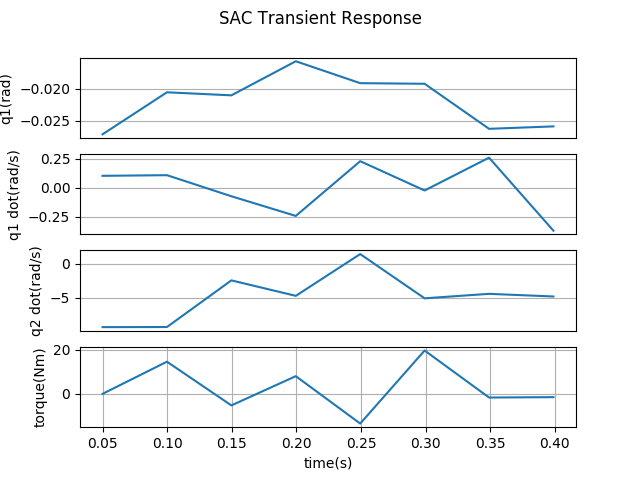 SAC Transient Response
q1(rad)
−0.020
−0.025
q1 dot(rad/s)
0.25
0.00
−0.25
q2 dot(rad/s)
0
−5
torque(Nm)
20
0
0.05 0.10 0.15 0.20 0.25 0.30 0.35 0.40
time(s)